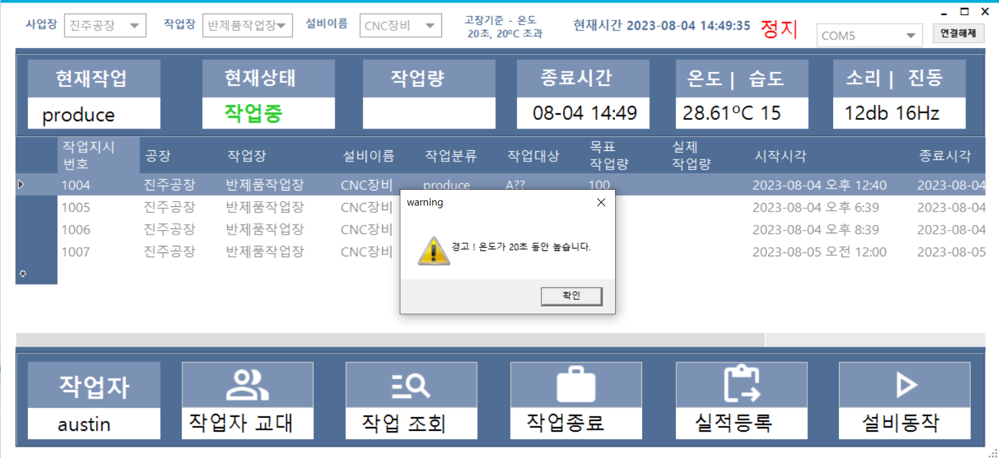 사업장 진주공장 작업장 반제품작업장 설비이름 CNC장비 고장기준 - 온도
20초, 20ºC 초과
현재시간 2023-08-04 14:49:35 정지 COM5 연결해제
현재작업 현재상태 작업량 종료시간 온도 | 습도 소리 | 진동
produce 작업중 08-04 14:49 28.61ºC 15 12db 16Hz
작업지시 번호 공장 작업장 설비이름 작업분류 작업대상 목표 작업량 실제 작업량 시작시각 종료시각
1004 진주공장 반제품작업장 CNC장비 produce A?? 100 2023-08-04 오후 12:40 2023-08-04
1005 진주공장 반제품작업장 CNC장비 2023-08-04 오후 6:39 2023-08-04
1006 진주공장 반제품작업장 CNC장비 2023-08-04 오후 8:39 2023-08-04
1007 진주공장 반제품작업장 CNC장비 2023-08-05 오전 12:00 2023-08-05
warning
경고 ! 온도가 20초 동안 높습니다.
확인
작업자
austin 작업자 교대 작업 조회 작업종료 실적등록 설비동작